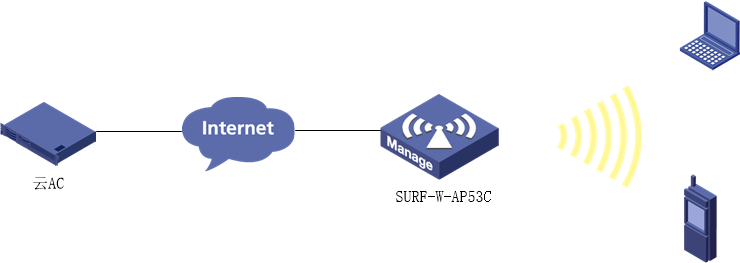 Internet
Manage
云AC
SURF-W-AP53C